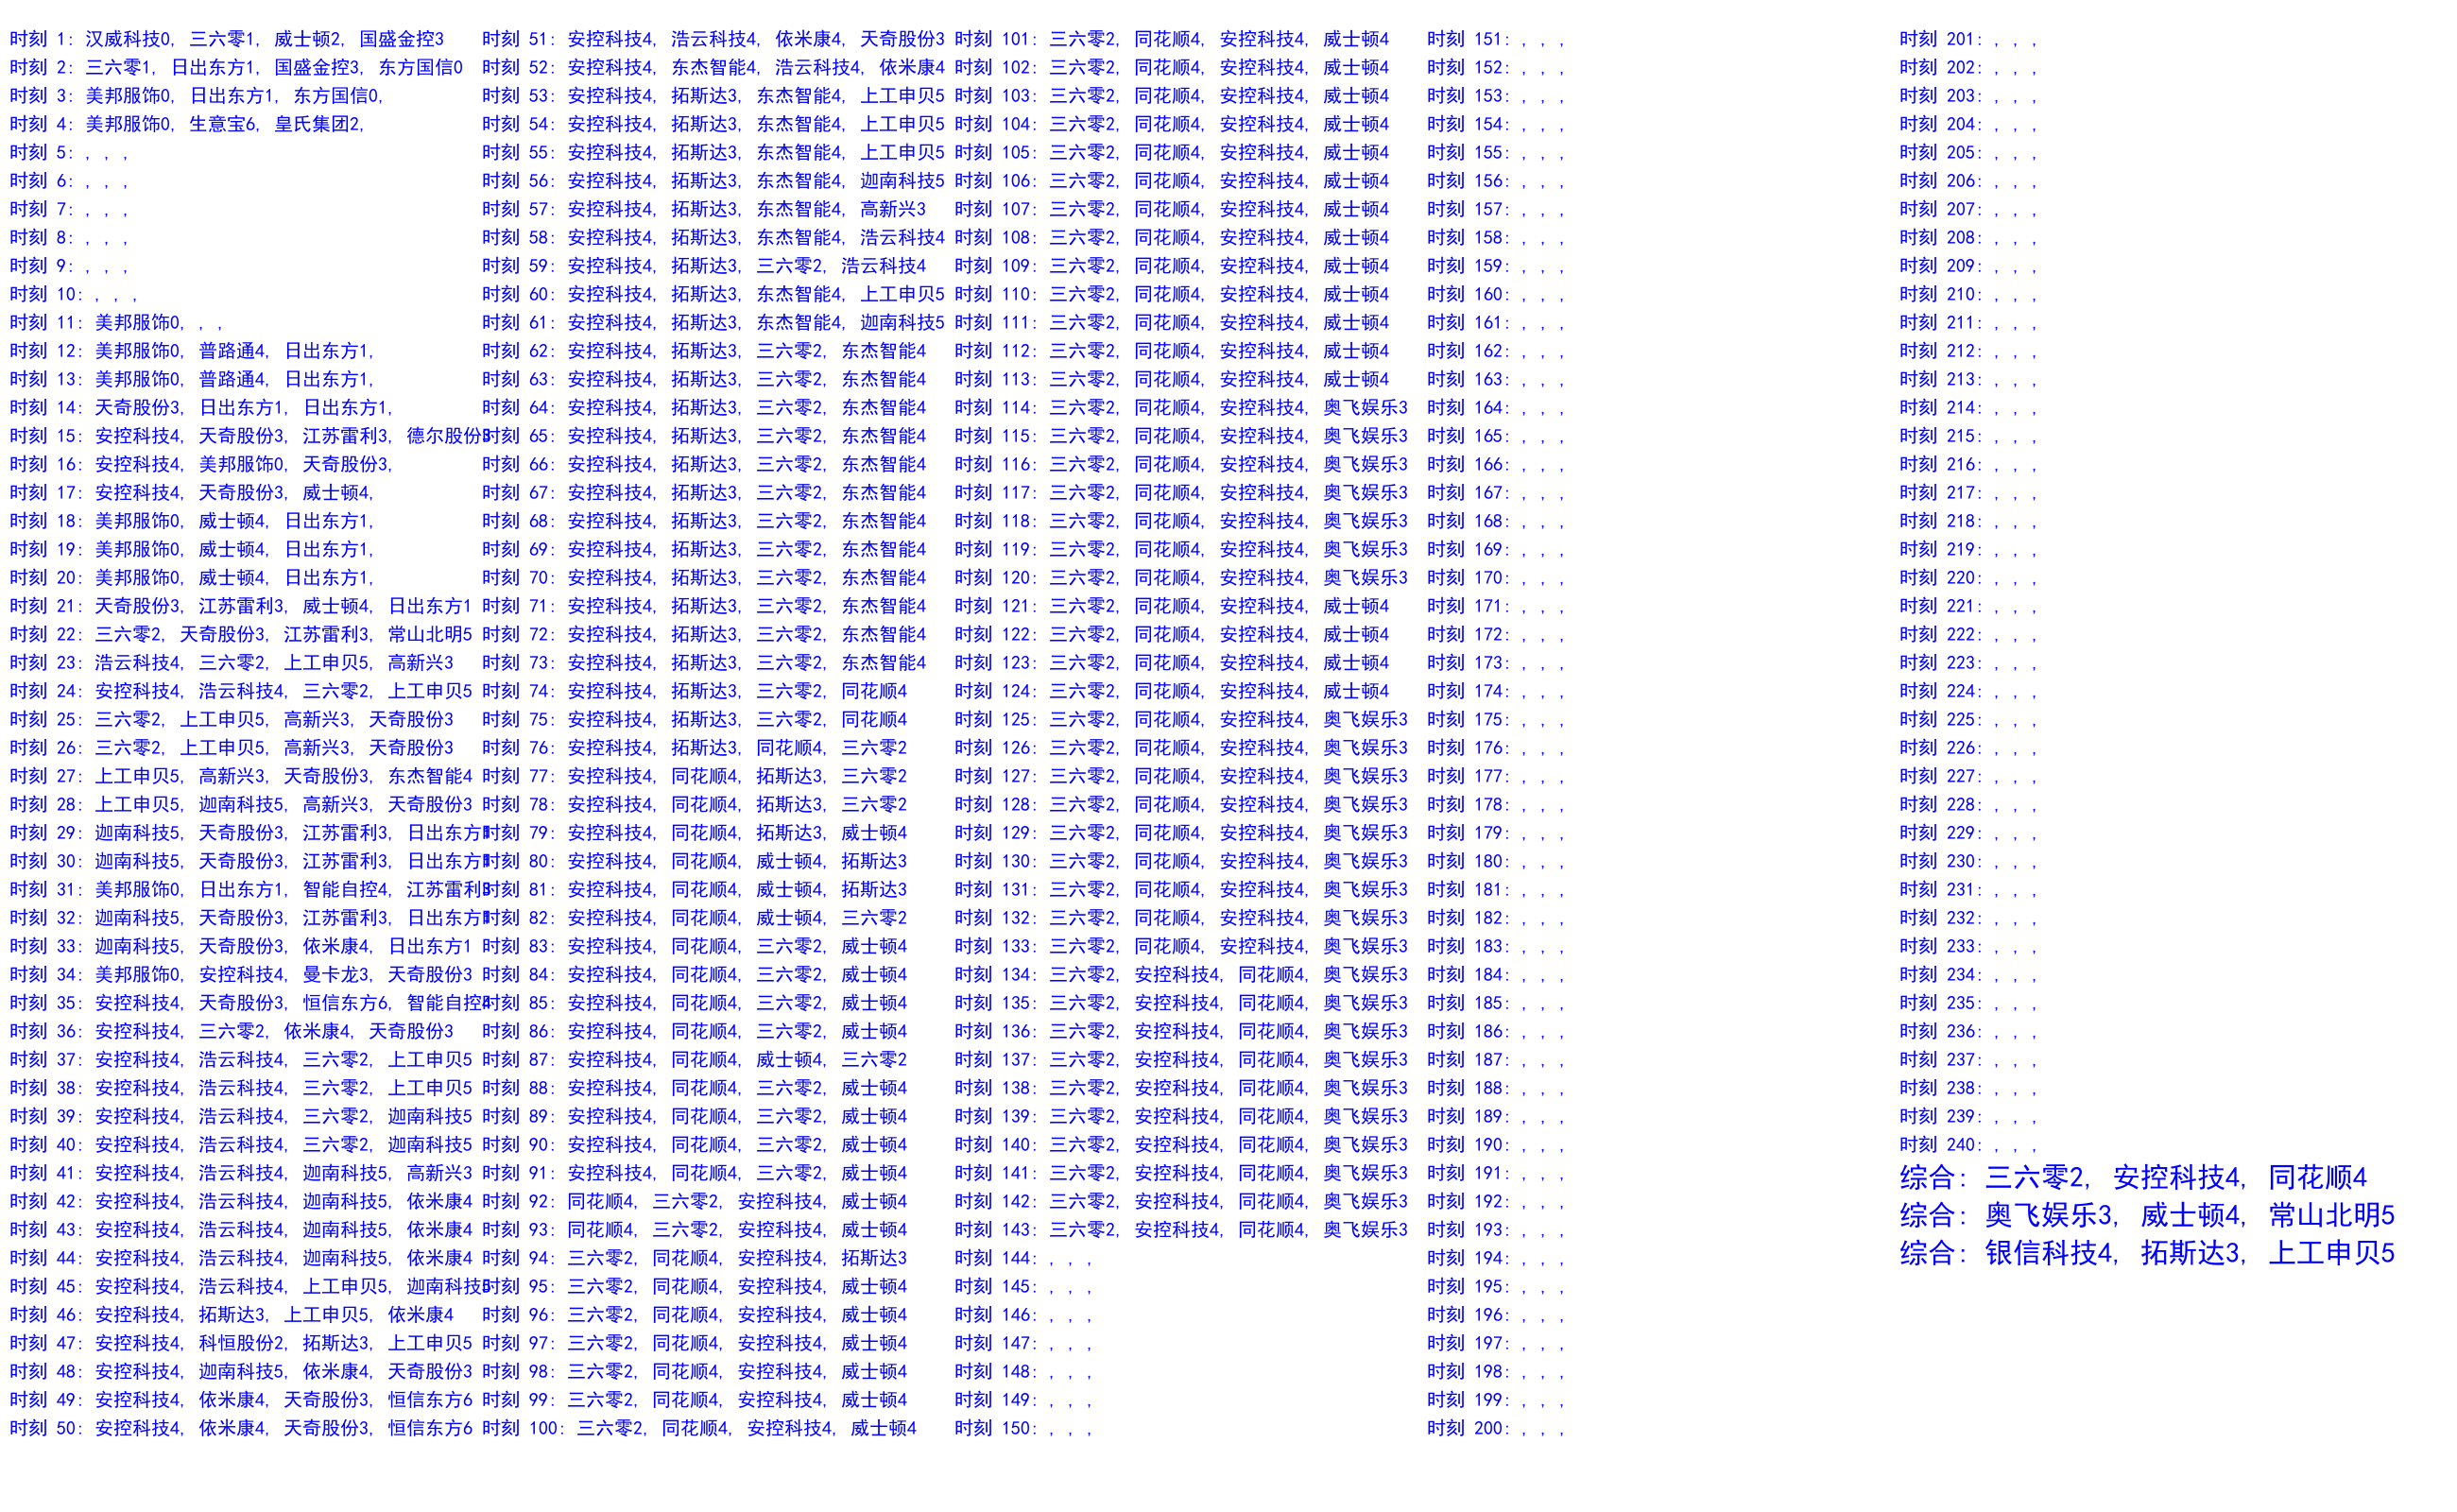 时刻 1: 汉威科技0, 三六零1, 威士顿2, 国盛金控3
时刻 2: 三六零1, 日出东方1, 国盛金控3, 东方国信0
时刻 3: 美邦服饰0, 日出东方1, 东方国信0,
时刻 4: 美邦服饰0, 生意宝6, 皇氏集团2,
时刻 5: , , ,
时刻 6: , , ,
时刻 7: , , ,
时刻 8: , , ,
时刻 9: , , ,
时刻 10: , , ,
时刻 11: 美邦服饰0, , ,
时刻 12: 美邦服饰0, 普路通4, 日出东方1,
时刻 13: 美邦服饰0, 普路通4, 日出东方1,
时刻 14: 天奇股份3, 日出东方1, 日出东方1,
时刻 15: 安控科技4, 天奇股份3, 江苏雷利3, 德尔股份3
时刻 16: 安控科技4, 美邦服饰0, 天奇股份3,
时刻 17: 安控科技4, 天奇股份3, 威士顿4,
时刻 18: 美邦服饰0, 威士顿4, 日出东方1,
时刻 19: 美邦服饰0, 威士顿4, 日出东方1,
时刻 20: 美邦服饰0, 威士顿4, 日出东方1,
时刻 21: 天奇股份3, 江苏雷利3, 威士顿4, 日出东方1
时刻 22: 三六零2, 天奇股份3, 江苏雷利3, 常山北明5
时刻 23: 浩云科技4, 三六零2, 上工申贝5, 高新兴3
时刻 24: 安控科技4, 浩云科技4, 三六零2, 上工申贝5
时刻 25: 三六零2, 上工申贝5, 高新兴3, 天奇股份3
时刻 26: 三六零2, 上工申贝5, 高新兴3, 天奇股份3
时刻 27: 上工申贝5, 高新兴3, 天奇股份3, 东杰智能4
时刻 28: 上工申贝5, 迦南科技5, 高新兴3, 天奇股份3
时刻 29: 迦南科技5, 天奇股份3, 江苏雷利3, 日出东方1
时刻 30: 迦南科技5, 天奇股份3, 江苏雷利3, 日出东方1
时刻 31: 美邦服饰0, 日出东方1, 智能自控4, 江苏雷利3
时刻 32: 迦南科技5, 天奇股份3, 江苏雷利3, 日出东方1
时刻 33: 迦南科技5, 天奇股份3, 依米康4, 日出东方1
时刻 34: 美邦服饰0, 安控科技4, 曼卡龙3, 天奇股份3
时刻 35: 安控科技4, 天奇股份3, 恒信东方6, 智能自控4
时刻 36: 安控科技4, 三六零2, 依米康4, 天奇股份3
时刻 37: 安控科技4, 浩云科技4, 三六零2, 上工申贝5
时刻 38: 安控科技4, 浩云科技4, 三六零2, 上工申贝5
时刻 39: 安控科技4, 浩云科技4, 三六零2, 迦南科技5
时刻 40: 安控科技4, 浩云科技4, 三六零2, 迦南科技5
时刻 41: 安控科技4, 浩云科技4, 迦南科技5, 高新兴3
时刻 42: 安控科技4, 浩云科技4, 迦南科技5, 依米康4
时刻 43: 安控科技4, 浩云科技4, 迦南科技5, 依米康4
时刻 44: 安控科技4, 浩云科技4, 迦南科技5, 依米康4
时刻 45: 安控科技4, 浩云科技4, 上工申贝5, 迦南科技5
时刻 46: 安控科技4, 拓斯达3, 上工申贝5, 依米康4
时刻 47: 安控科技4, 科恒股份2, 拓斯达3, 上工申贝5
时刻 48: 安控科技4, 迦南科技5, 依米康4, 天奇股份3
时刻 49: 安控科技4, 依米康4, 天奇股份3, 恒信东方6
时刻 50: 安控科技4, 依米康4, 天奇股份3, 恒信东方6
时刻 51: 安控科技4, 浩云科技4, 依米康4, 天奇股份3
时刻 52: 安控科技4, 东杰智能4, 浩云科技4, 依米康4
时刻 53: 安控科技4, 拓斯达3, 东杰智能4, 上工申贝5
时刻 54: 安控科技4, 拓斯达3, 东杰智能4, 上工申贝5
时刻 55: 安控科技4, 拓斯达3, 东杰智能4, 上工申贝5
时刻 56: 安控科技4, 拓斯达3, 东杰智能4, 迦南科技5
时刻 57: 安控科技4, 拓斯达3, 东杰智能4, 高新兴3
时刻 58: 安控科技4, 拓斯达3, 东杰智能4, 浩云科技4
时刻 59: 安控科技4, 拓斯达3, 三六零2, 浩云科技4
时刻 60: 安控科技4, 拓斯达3, 东杰智能4, 上工申贝5
时刻 61: 安控科技4, 拓斯达3, 东杰智能4, 迦南科技5
时刻 62: 安控科技4, 拓斯达3, 三六零2, 东杰智能4
时刻 63: 安控科技4, 拓斯达3, 三六零2, 东杰智能4
时刻 64: 安控科技4, 拓斯达3, 三六零2, 东杰智能4
时刻 65: 安控科技4, 拓斯达3, 三六零2, 东杰智能4
时刻 66: 安控科技4, 拓斯达3, 三六零2, 东杰智能4
时刻 67: 安控科技4, 拓斯达3, 三六零2, 东杰智能4
时刻 68: 安控科技4, 拓斯达3, 三六零2, 东杰智能4
时刻 69: 安控科技4, 拓斯达3, 三六零2, 东杰智能4
时刻 70: 安控科技4, 拓斯达3, 三六零2, 东杰智能4
时刻 71: 安控科技4, 拓斯达3, 三六零2, 东杰智能4
时刻 72: 安控科技4, 拓斯达3, 三六零2, 东杰智能4
时刻 73: 安控科技4, 拓斯达3, 三六零2, 东杰智能4
时刻 74: 安控科技4, 拓斯达3, 三六零2, 同花顺4
时刻 75: 安控科技4, 拓斯达3, 三六零2, 同花顺4
时刻 76: 安控科技4, 拓斯达3, 同花顺4, 三六零2
时刻 77: 安控科技4, 同花顺4, 拓斯达3, 三六零2
时刻 78: 安控科技4, 同花顺4, 拓斯达3, 三六零2
时刻 79: 安控科技4, 同花顺4, 拓斯达3, 威士顿4
时刻 80: 安控科技4, 同花顺4, 威士顿4, 拓斯达3
时刻 81: 安控科技4, 同花顺4, 威士顿4, 拓斯达3
时刻 82: 安控科技4, 同花顺4, 威士顿4, 三六零2
时刻 83: 安控科技4, 同花顺4, 三六零2, 威士顿4
时刻 84: 安控科技4, 同花顺4, 三六零2, 威士顿4
时刻 85: 安控科技4, 同花顺4, 三六零2, 威士顿4
时刻 86: 安控科技4, 同花顺4, 三六零2, 威士顿4
时刻 87: 安控科技4, 同花顺4, 威士顿4, 三六零2
时刻 88: 安控科技4, 同花顺4, 三六零2, 威士顿4
时刻 89: 安控科技4, 同花顺4, 三六零2, 威士顿4
时刻 90: 安控科技4, 同花顺4, 三六零2, 威士顿4
时刻 91: 安控科技4, 同花顺4, 三六零2, 威士顿4
时刻 92: 同花顺4, 三六零2, 安控科技4, 威士顿4
时刻 93: 同花顺4, 三六零2, 安控科技4, 威士顿4
时刻 94: 三六零2, 同花顺4, 安控科技4, 拓斯达3
时刻 95: 三六零2, 同花顺4, 安控科技4, 威士顿4
时刻 96: 三六零2, 同花顺4, 安控科技4, 威士顿4
时刻 97: 三六零2, 同花顺4, 安控科技4, 威士顿4
时刻 98: 三六零2, 同花顺4, 安控科技4, 威士顿4
时刻 99: 三六零2, 同花顺4, 安控科技4, 威士顿4
时刻 100: 三六零2, 同花顺4, 安控科技4, 威士顿4
时刻 101: 三六零2, 同花顺4, 安控科技4, 威士顿4
时刻 102: 三六零2, 同花顺4, 安控科技4, 威士顿4
时刻 103: 三六零2, 同花顺4, 安控科技4, 威士顿4
时刻 104: 三六零2, 同花顺4, 安控科技4, 威士顿4
时刻 105: 三六零2, 同花顺4, 安控科技4, 威士顿4
时刻 106: 三六零2, 同花顺4, 安控科技4, 威士顿4
时刻 107: 三六零2, 同花顺4, 安控科技4, 威士顿4
时刻 108: 三六零2, 同花顺4, 安控科技4, 威士顿4
时刻 109: 三六零2, 同花顺4, 安控科技4, 威士顿4
时刻 110: 三六零2, 同花顺4, 安控科技4, 威士顿4
时刻 111: 三六零2, 同花顺4, 安控科技4, 威士顿4
时刻 112: 三六零2, 同花顺4, 安控科技4, 威士顿4
时刻 113: 三六零2, 同花顺4, 安控科技4, 威士顿4
时刻 114: 三六零2, 同花顺4, 安控科技4, 奥飞娱乐3
时刻 115: 三六零2, 同花顺4, 安控科技4, 奥飞娱乐3
时刻 116: 三六零2, 同花顺4, 安控科技4, 奥飞娱乐3
时刻 117: 三六零2, 同花顺4, 安控科技4, 奥飞娱乐3
时刻 118: 三六零2, 同花顺4, 安控科技4, 奥飞娱乐3
时刻 119: 三六零2, 同花顺4, 安控科技4, 奥飞娱乐3
时刻 120: 三六零2, 同花顺4, 安控科技4, 奥飞娱乐3
时刻 121: 三六零2, 同花顺4, 安控科技4, 威士顿4
时刻 122: 三六零2, 同花顺4, 安控科技4, 威士顿4
时刻 123: 三六零2, 同花顺4, 安控科技4, 威士顿4
时刻 124: 三六零2, 同花顺4, 安控科技4, 威士顿4
时刻 125: 三六零2, 同花顺4, 安控科技4, 奥飞娱乐3
时刻 126: 三六零2, 同花顺4, 安控科技4, 奥飞娱乐3
时刻 127: 三六零2, 同花顺4, 安控科技4, 奥飞娱乐3
时刻 128: 三六零2, 同花顺4, 安控科技4, 奥飞娱乐3
时刻 129: 三六零2, 同花顺4, 安控科技4, 奥飞娱乐3
时刻 130: 三六零2, 同花顺4, 安控科技4, 奥飞娱乐3
时刻 131: 三六零2, 同花顺4, 安控科技4, 奥飞娱乐3
时刻 132: 三六零2, 同花顺4, 安控科技4, 奥飞娱乐3
时刻 133: 三六零2, 同花顺4, 安控科技4, 奥飞娱乐3
时刻 134: 三六零2, 安控科技4, 同花顺4, 奥飞娱乐3
时刻 135: 三六零2, 安控科技4, 同花顺4, 奥飞娱乐3
时刻 136: 三六零2, 安控科技4, 同花顺4, 奥飞娱乐3
时刻 137: 三六零2, 安控科技4, 同花顺4, 奥飞娱乐3
时刻 138: 三六零2, 安控科技4, 同花顺4, 奥飞娱乐3
时刻 139: 三六零2, 安控科技4, 同花顺4, 奥飞娱乐3
时刻 140: 三六零2, 安控科技4, 同花顺4, 奥飞娱乐3
时刻 141: 三六零2, 安控科技4, 同花顺4, 奥飞娱乐3
时刻 142: 三六零2, 安控科技4, 同花顺4, 奥飞娱乐3
时刻 143: 三六零2, 安控科技4, 同花顺4, 奥飞娱乐3
时刻 144: , , ,
时刻 145: , , ,
时刻 146: , , ,
时刻 147: , , ,
时刻 148: , , ,
时刻 149: , , ,
时刻 150: , , ,
时刻 151: , , ,
时刻 152: , , ,
时刻 153: , , ,
时刻 154: , , ,
时刻 155: , , ,
时刻 156: , , ,
时刻 157: , , ,
时刻 158: , , ,
时刻 159: , , ,
时刻 160: , , ,
时刻 161: , , ,
时刻 162: , , ,
时刻 163: , , ,
时刻 164: , , ,
时刻 165: , , ,
时刻 166: , , ,
时刻 167: , , ,
时刻 168: , , ,
时刻 169: , , ,
时刻 170: , , ,
时刻 171: , , ,
时刻 172: , , ,
时刻 173: , , ,
时刻 174: , , ,
时刻 175: , , ,
时刻 176: , , ,
时刻 177: , , ,
时刻 178: , , ,
时刻 179: , , ,
时刻 180: , , ,
时刻 181: , , ,
时刻 182: , , ,
时刻 183: , , ,
时刻 184: , , ,
时刻 185: , , ,
时刻 186: , , ,
时刻 187: , , ,
时刻 188: , , ,
时刻 189: , , ,
时刻 190: , , ,
时刻 191: , , ,
时刻 192: , , ,
时刻 193: , , ,
时刻 194: , , ,
时刻 195: , , ,
时刻 196: , , ,
时刻 197: , , ,
时刻 198: , , ,
时刻 199: , , ,
时刻 200: , , ,
时刻 201: , , ,
时刻 202: , , ,
时刻 203: , , ,
时刻 204: , , ,
时刻 205: , , ,
时刻 206: , , ,
时刻 207: , , ,
时刻 208: , , ,
时刻 209: , , ,
时刻 210: , , ,
时刻 211: , , ,
时刻 212: , , ,
时刻 213: , , ,
时刻 214: , , ,
时刻 215: , , ,
时刻 216: , , ,
时刻 217: , , ,
时刻 218: , , ,
时刻 219: , , ,
时刻 220: , , ,
时刻 221: , , ,
时刻 222: , , ,
时刻 223: , , ,
时刻 224: , , ,
时刻 225: , , ,
时刻 226: , , ,
时刻 227: , , ,
时刻 228: , , ,
时刻 229: , , ,
时刻 230: , , ,
时刻 231: , , ,
时刻 232: , , ,
时刻 233: , , ,
时刻 234: , , ,
时刻 235: , , ,
时刻 236: , , ,
时刻 237: , , ,
时刻 238: , , ,
时刻 239: , , ,
时刻 240: , , ,
综合: 三六零2, 安控科技4, 同花顺4
综合: 奥飞娱乐3, 威士顿4, 常山北明5
综合: 银信科技4, 拓斯达3, 上工申贝5